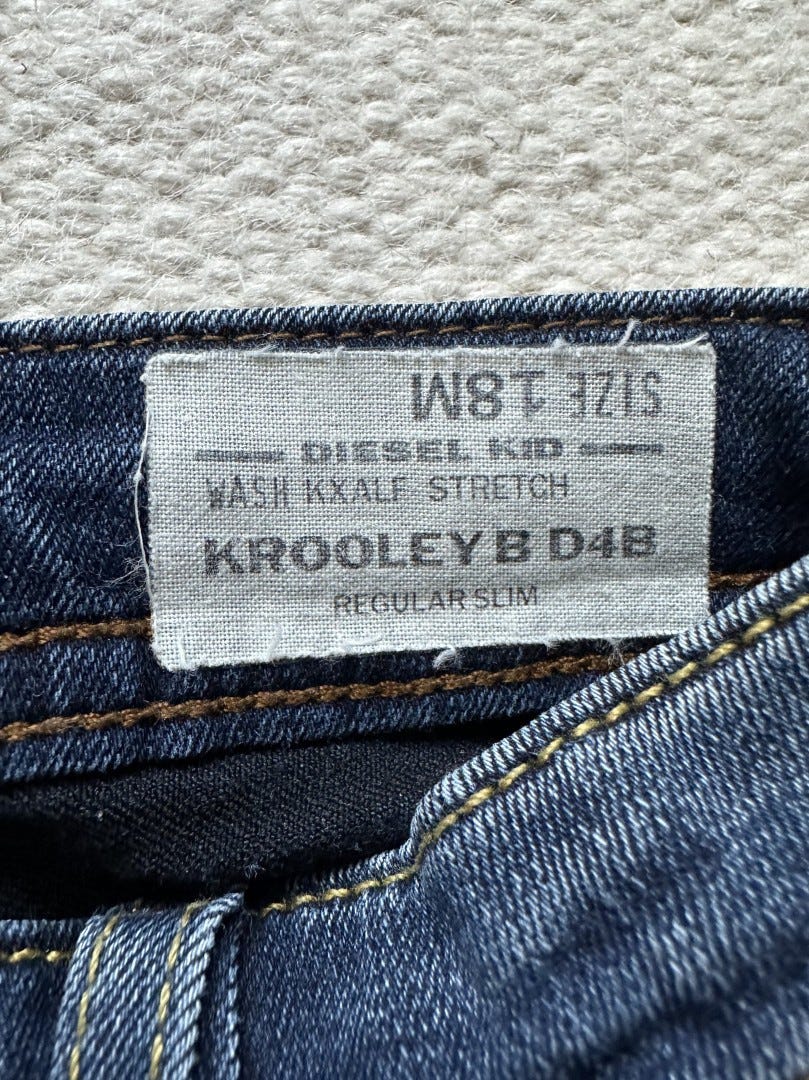 SIZE 18M
DIESEL KID
WASH KXALF STRETCH
KROOLEY B D4B
REGULAR SLIM